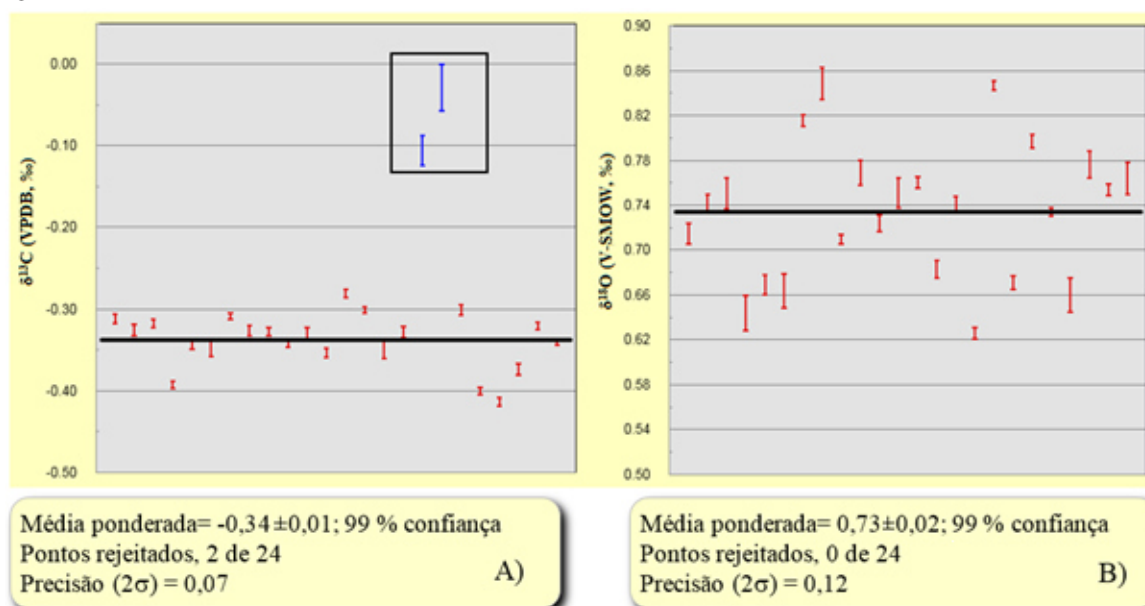 δ¹³C (VPDB, ‰)
0.00
-0.10
-0.20
-0.30
-0.40
-0.50
δ¹⁸O (V-SMOW, ‰)
0.90
0.86
0.82
0.78
0.74
0.70
0.66
0.62
0.58
0.54
0.50
Média ponderada= -0,34±0,01; 99 % confiança
Pontos rejeitados, 2 de 24
Precisão (2σ) = 0,07
A)
Média ponderada= 0,73±0,02; 99 % confiança
Pontos rejeitados, 0 de 24
Precisão (2σ) = 0,12
B)